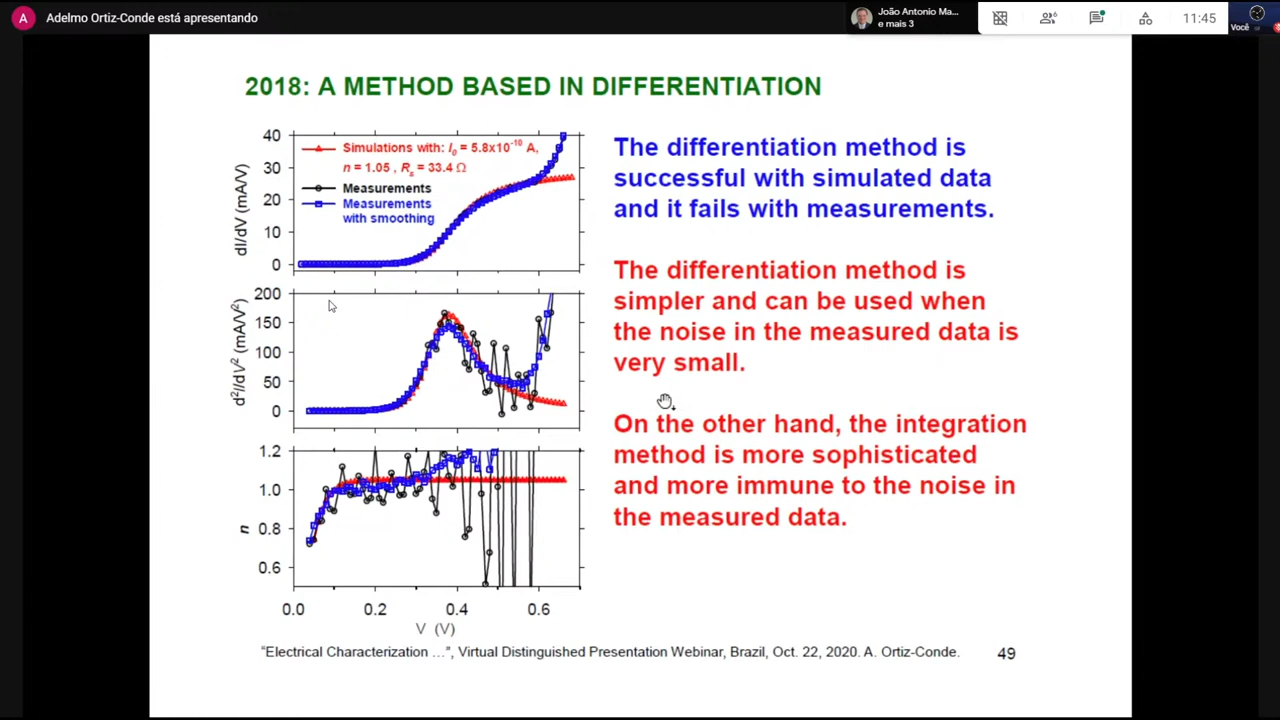 A
Adelmo Ortiz-Conde está apresentando
João Antonio Ma...
e mais 3
6
11:45
Você
2018: A METHOD BASED IN DIFFERENTIATION
dI/dV (mA/V)
40
30
20
10
0
Simulations with: I0 = 5.8x10^-10 A,
n = 1.05 , Rs = 33.4 Ω
Measurements
Measurements
with smoothing
d²I/dV² (mA/V²)
200
150
100
50
0
n
1.2
1.0
0.8
0.6
0.0 0.2 0.4 0.6
V (V)
The differentiation method is
successful with simulated data
and it fails with measurements.
The differentiation method is
simpler and can be used when
the noise in the measured data is
very small.
On the other hand, the integration
method is more sophisticated
and more immune to the noise in
the measured data.
“Electrical Characterization ...”, Virtual Distinguished Presentation Webinar, Brazil, Oct. 22, 2020. A. Ortiz-Conde.
49